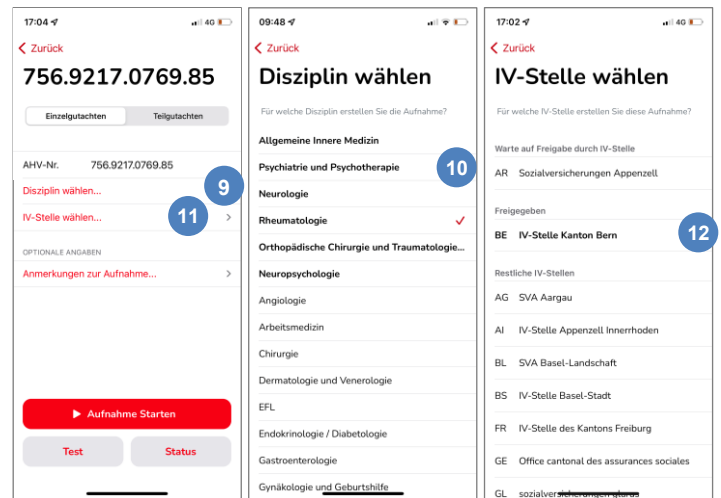 17:04
4G
Zurück
756.9217.0769.85
Einzelgutachten Teilgutachten
AHV-Nr. 756.9217.0769.85
Disziplin wählen...
9
IV-Stelle wählen...
11
OPTIONALE ANGABEN
Anmerkungen zur Aufnahme...
Aufnahme Starten
Test Status
09:48
Zurück
Disziplin wählen
Für welche Disziplin erstellen Sie die Aufnahme?
Allgemeine Innere Medizin
Psychiatrie und Psychotherapie
10
Neurologie
Rheumatologie
Orthopädische Chirurgie und Traumatologie...
Neuropsychologie
Angiologie
Arbeitsmedizin
Chirurgie
Dermatologie und Venerologie
EFL
Endokrinologie / Diabetologie
Gastroenterologie
Gynäkologie und Geburtshilfe
17:02
4G
Zurück
IV-Stelle wählen
Für welche IV-Stelle erstellen Sie diese Aufnahme?
Warte auf Freigabe durch IV-Stelle
AR Sozialversicherungen Appenzell
Freigegeben
BE IV-Stelle Kanton Bern
12
Restliche IV-Stellen
AG SVA Aargau
AI IV-Stelle Appenzell Innerrhoden
BL SVA Basel-Landschaft
BS IV-Stelle Basel-Stadt
FR IV-Stelle des Kantons Freiburg
GE Office cantonal des assurances sociales
GL sozialversicherungen glarus